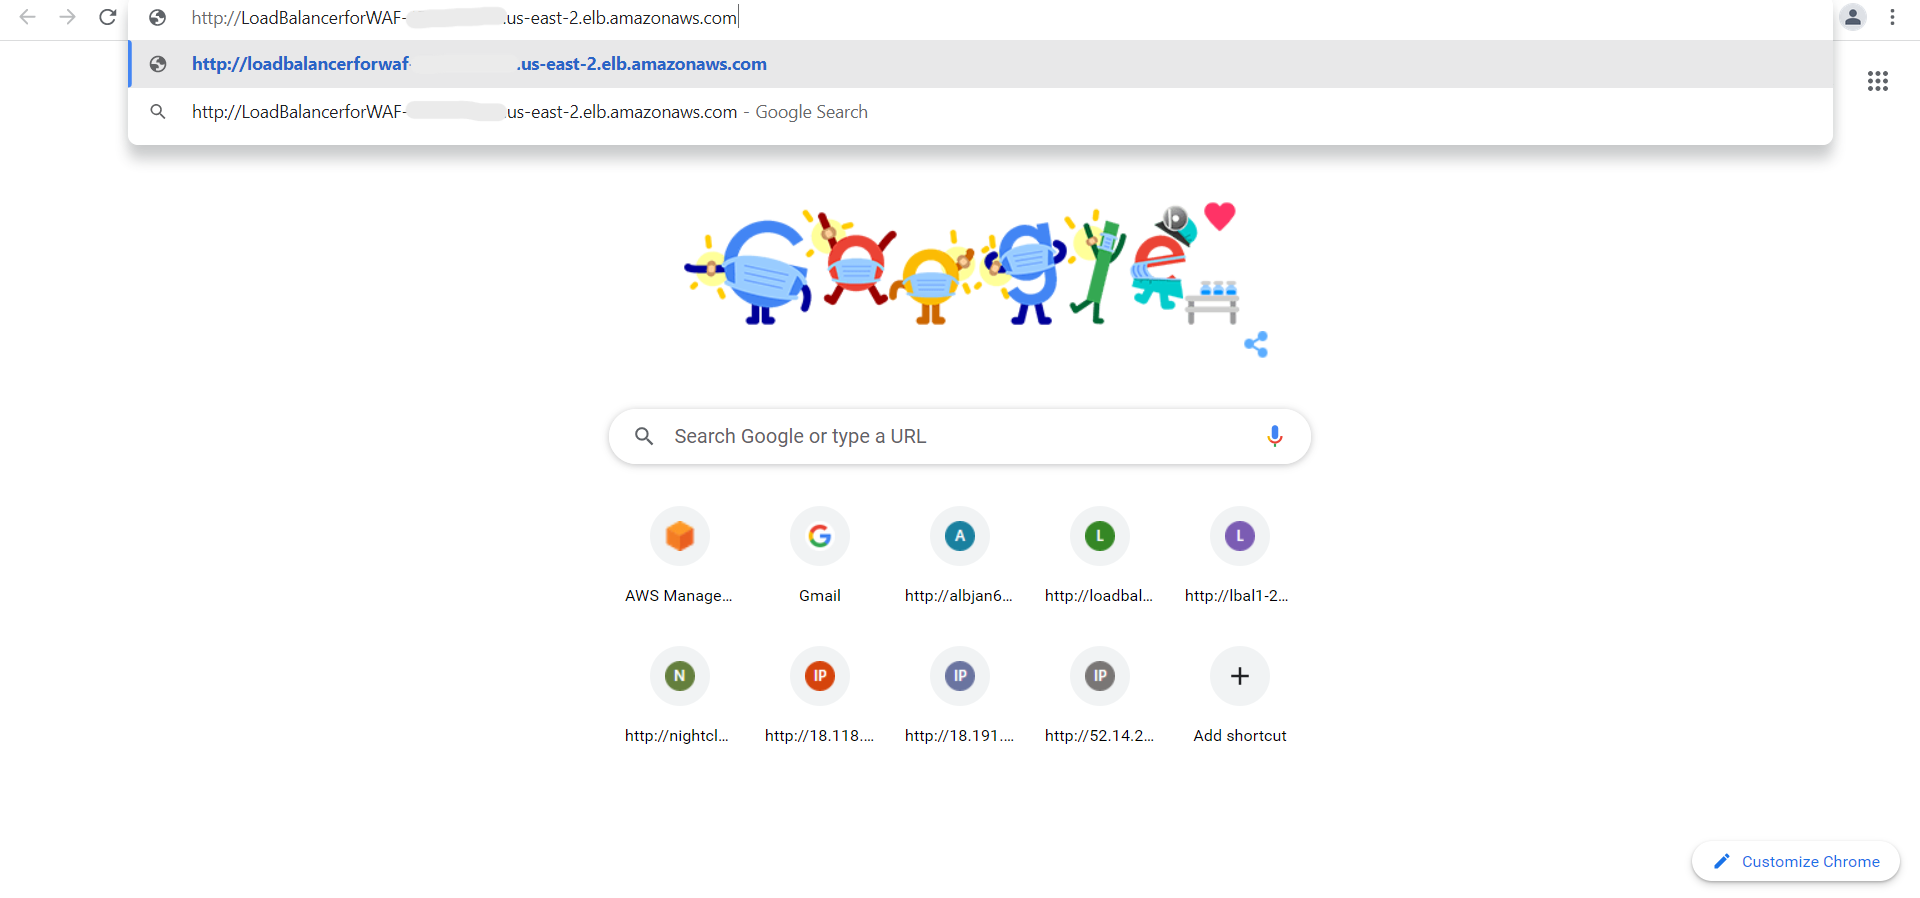 http://LoadBalancerforWAF- .us-east-2.elb.amazonaws.com
http://loadbalancerforwaf- .us-east-2.elb.amazonaws.com
http://LoadBalancerforWAF- us-east-2.elb.amazonaws.com - Google Search
Google
Search Google or type a URL
A L L
AWS Manage... Gmail http://albjan6... http://loadbal... http://lbal1-2...
N IP IP IP
http://nightcl... http://18.118.... http://18.191.... http://52.14.2... Add shortcut
Customize Chrome